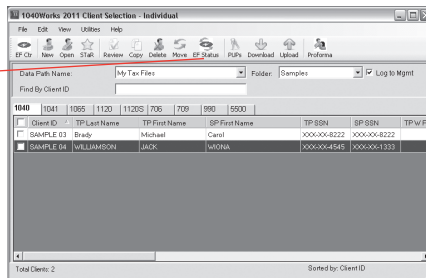 1040Works 2011 Client Selection - Individual
File Edit View Utilities Help
EF Ctr New Open STaR Review Copy Delete Move EF Status PUPs Download Upload Proforma
Data Path Name: My Tax Files Folder: Samples Log to Mgmt
Find By Client ID
1040 1041 1065 1120 1120S 706 709 990 5500
Client ID TP Last Name TP First Name SP First Name TP SSN SP SSN TP W P
SAMPLE 03 Brady Michael Carol XXX-XX-8222 XXX-XX-8222
SAMPLE 04 WILLIAMSON JACK WIONA XXX-XX-4545 XXX-XX-1333
Total Clients: 2 Sorted by: Client ID